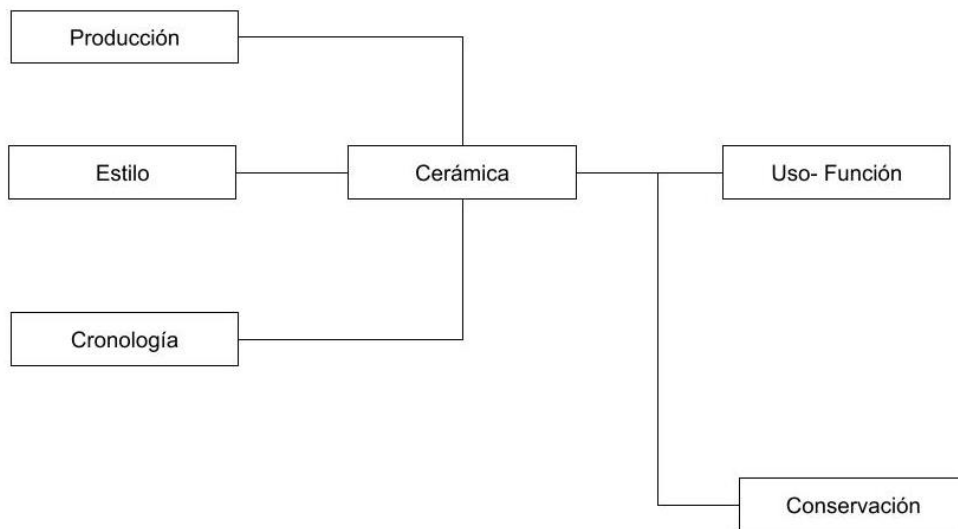 Producción
Estilo
Cerámica
Uso- Función
Cronología
Conservación